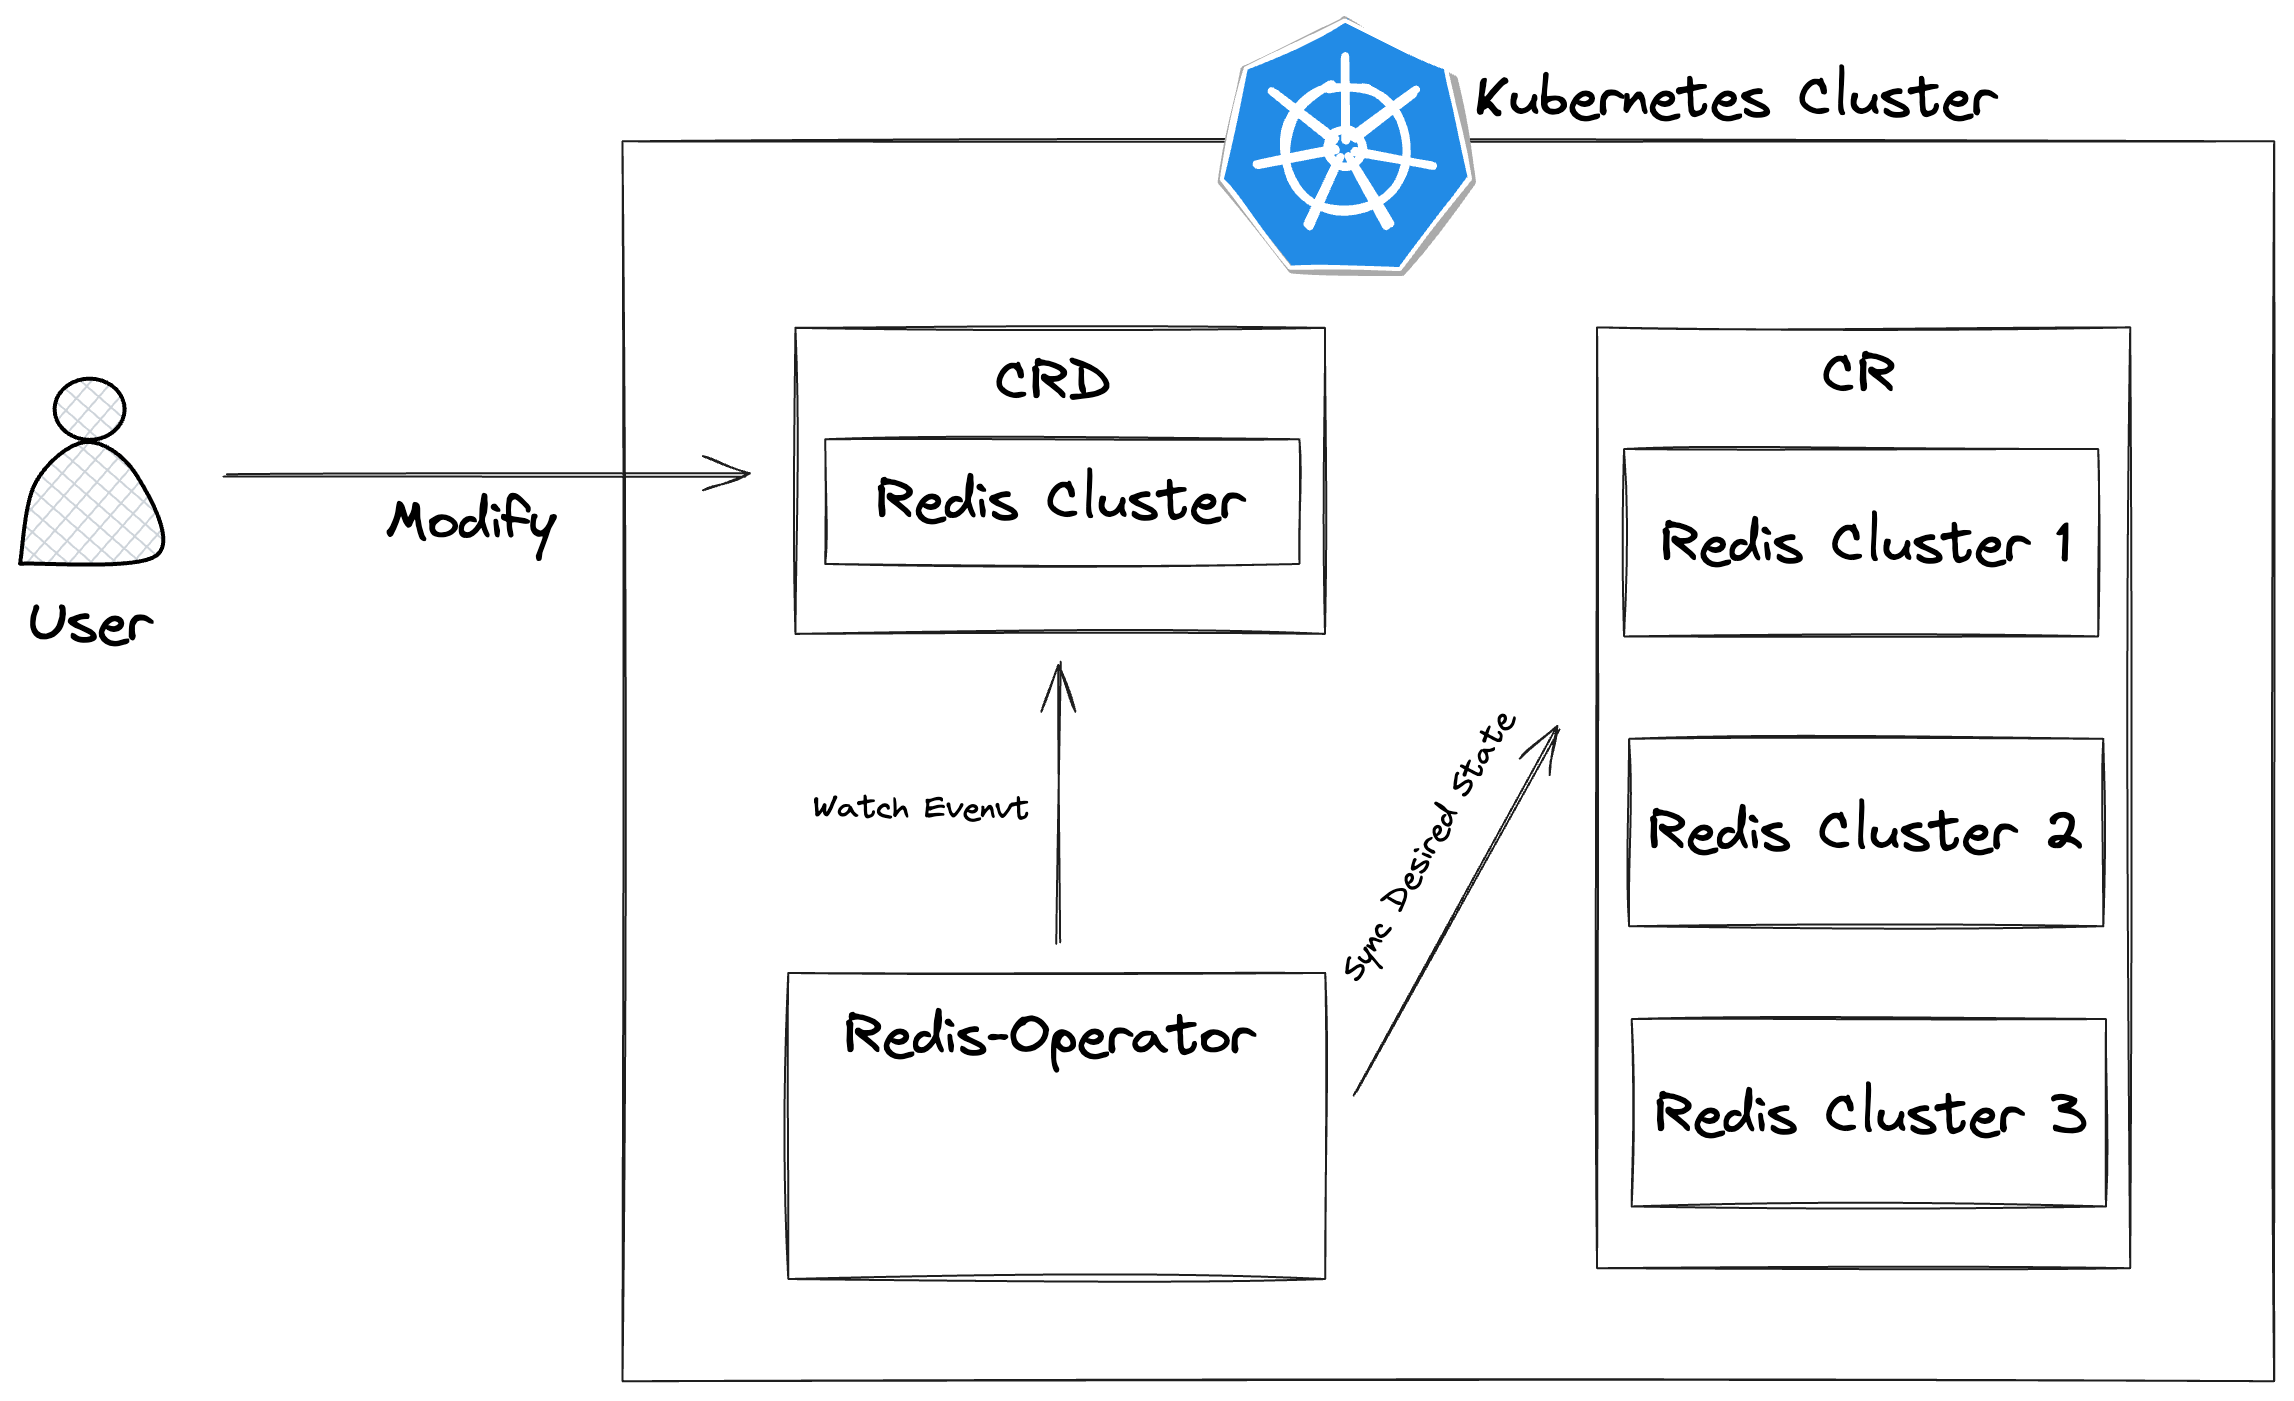 Kubernetes Cluster
CRD
Redis Cluster
Modify
User
Watch Evenvt
Redis-Operator
Sync Desired State
CR
Redis Cluster 1
Redis Cluster 2
Redis Cluster 3